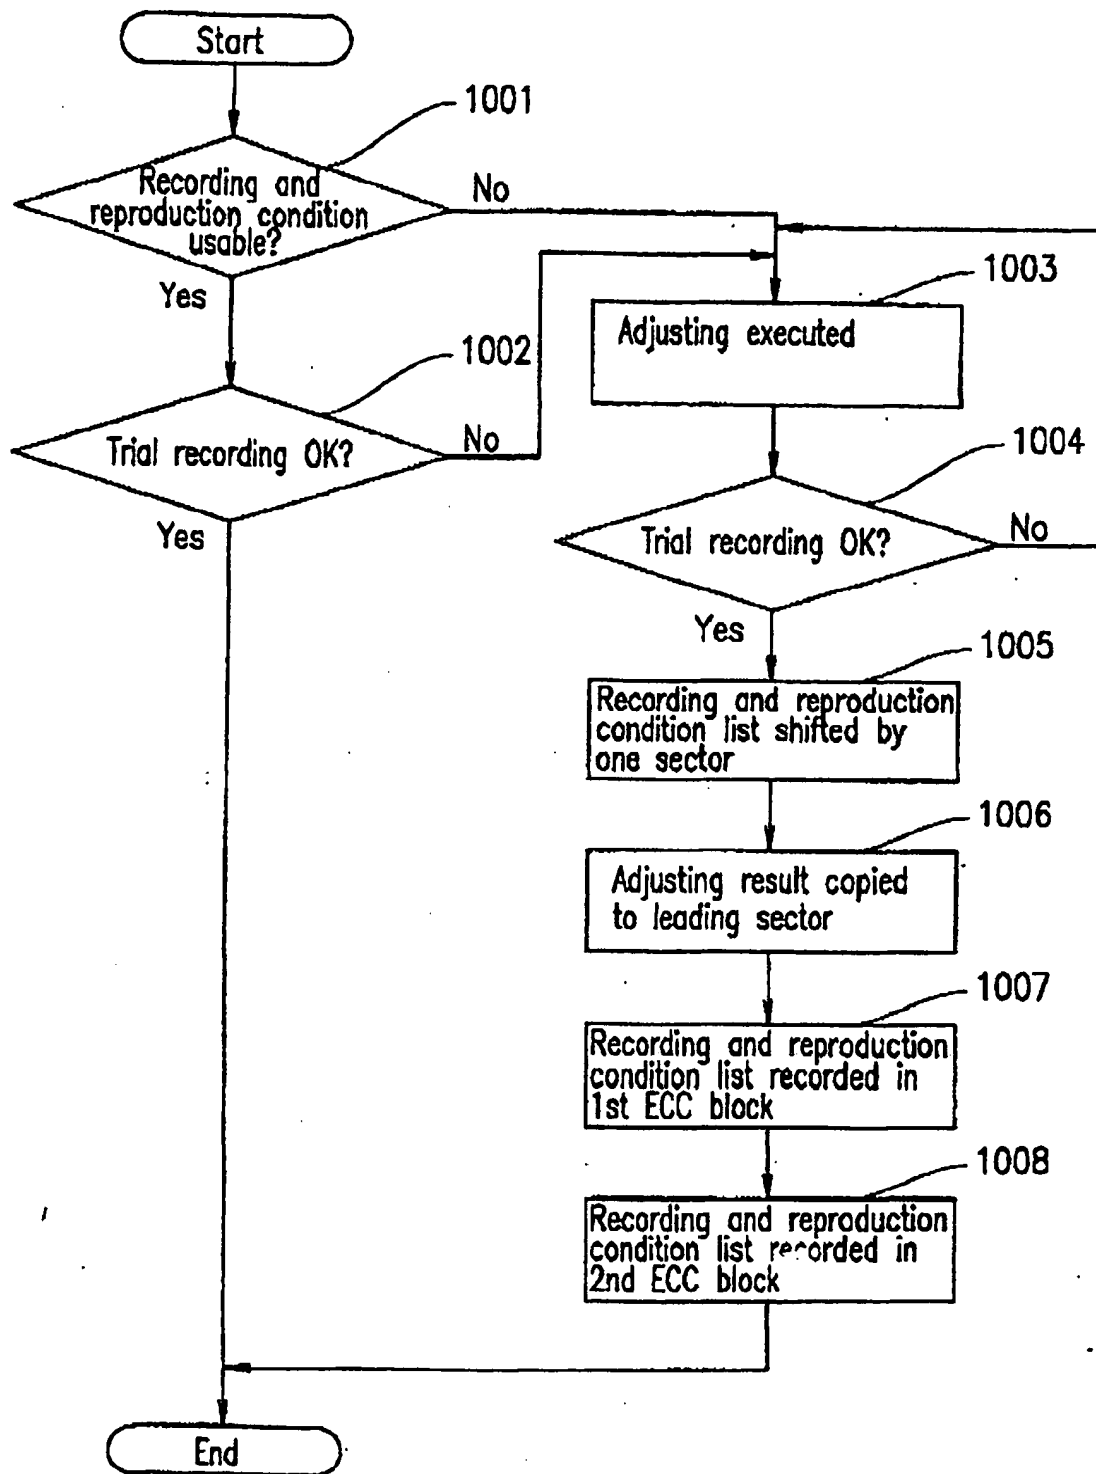 Start
1001
Recording and
reproduction condition
usable?
No
Yes
1002
Trial recording OK?
No
Yes
1003
Adjusting executed
1004
Trial recording OK?
No
Yes
1005
Recording and reproduction
condition list shifted by
one sector
1006
Adjusting result copied
to leading sector
1007
Recording and reproduction
condition list recorded in
1st ECC block
1008
Recording and reproduction
condition list recorded in
2nd ECC block
End